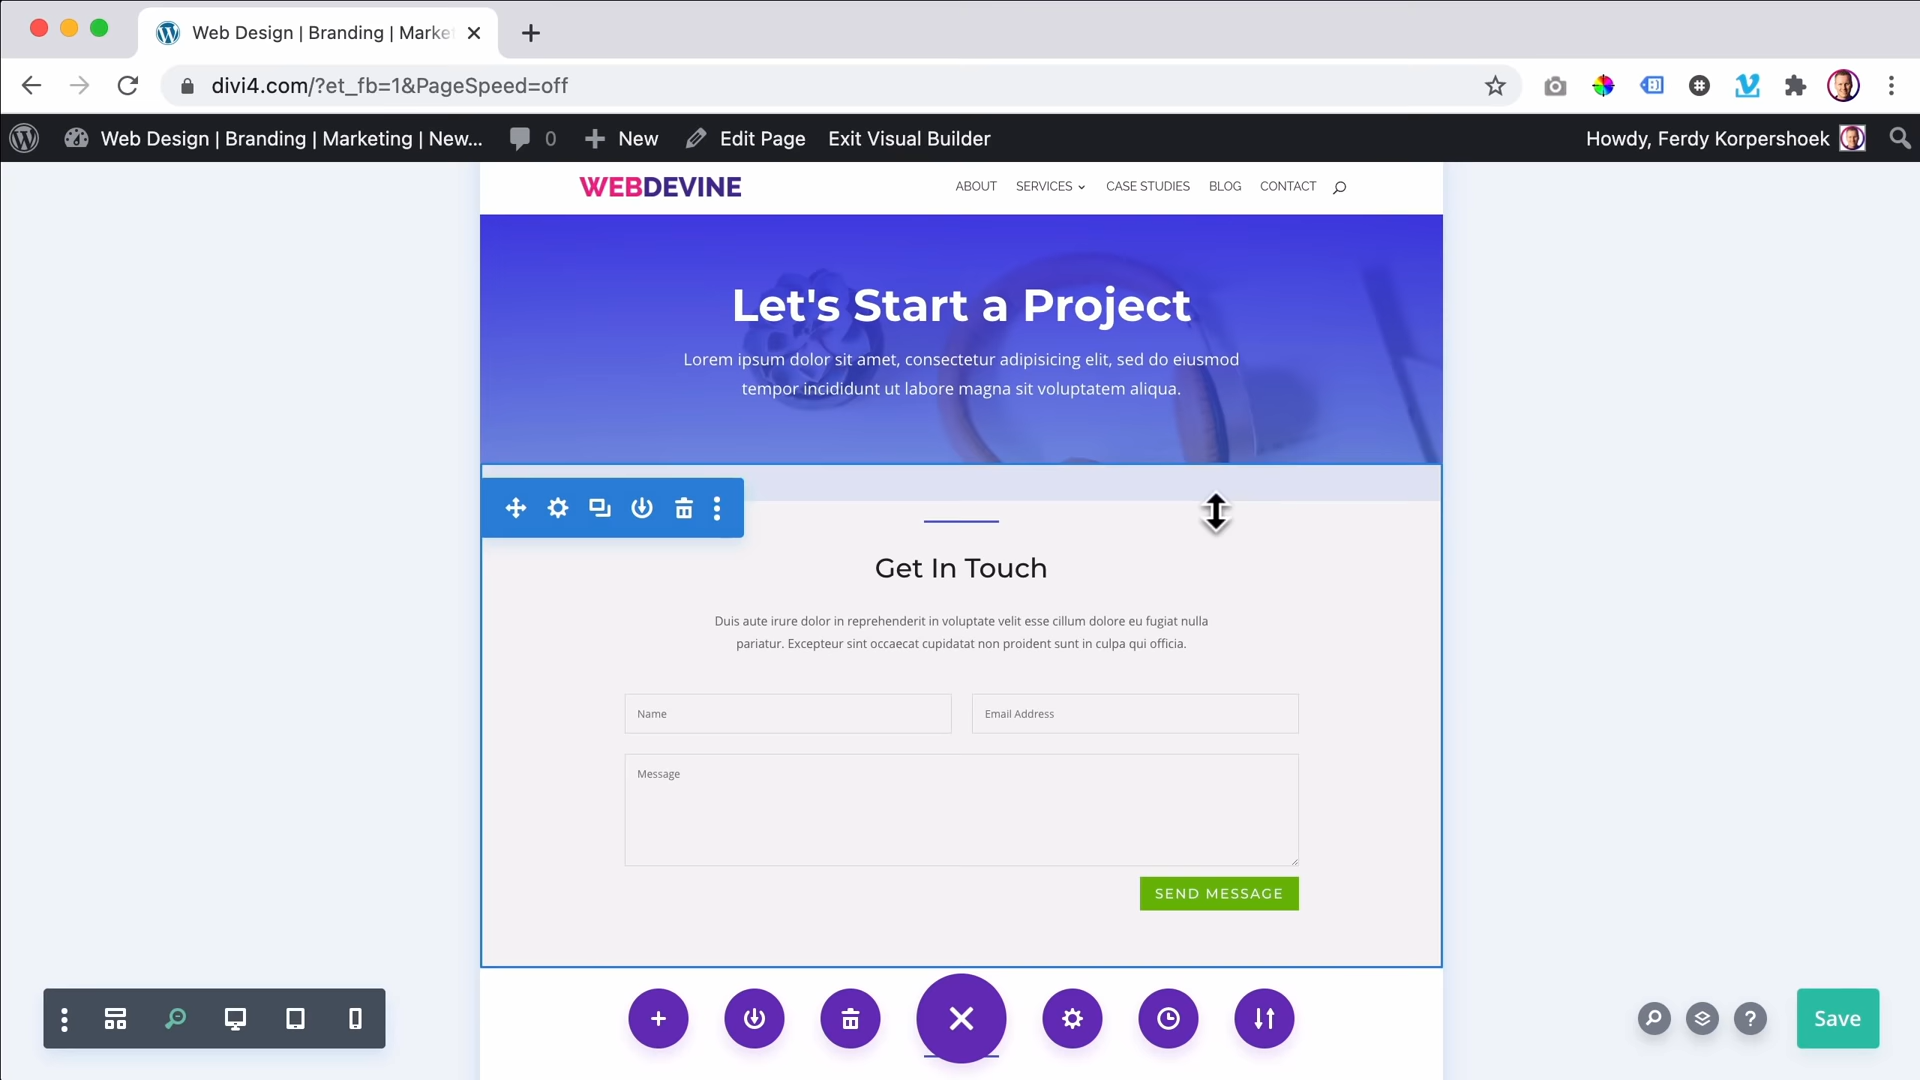 Web Design | Branding | Marke
divi4.com/?et_fb=1&PageSpeed=off
Web Design | Branding | Marketing | New... 0 New Edit Page Exit Visual Builder Howdy, Ferdy Korpershoek
WEBDEVINE ABOUT SERVICES CASE STUDIES BLOG CONTACT
Let's Start a Project
Lorem ipsum dolor sit amet, consectetur adipisicing elit, sed do eiusmod
tempor incididunt ut labore magna sit voluptatem aliqua.
Get In Touch
Duis aute irure dolor in reprehenderit in voluptate velit esse cillum dolore eu fugiat nulla
pariatur. Excepteur sint occaecat cupidatat non proident sunt in culpa qui officia.
Name Email Address
Message
SEND MESSAGE
? Save